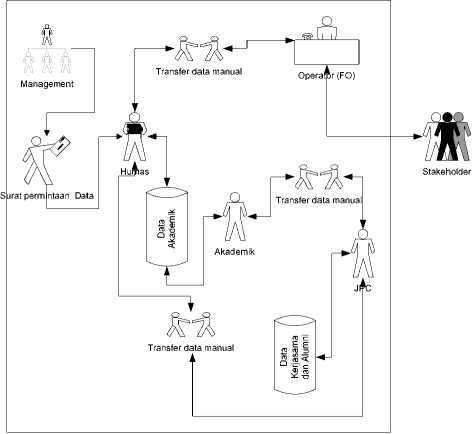 Transfer data manual
Operator (FO)
Management
Surat permintaan Data
Humas
Stakeholder
Data
Akademik
Akademik
Transfer data manual
JPC
Transfer data manual
Data
Kerjasama
dan Alumni